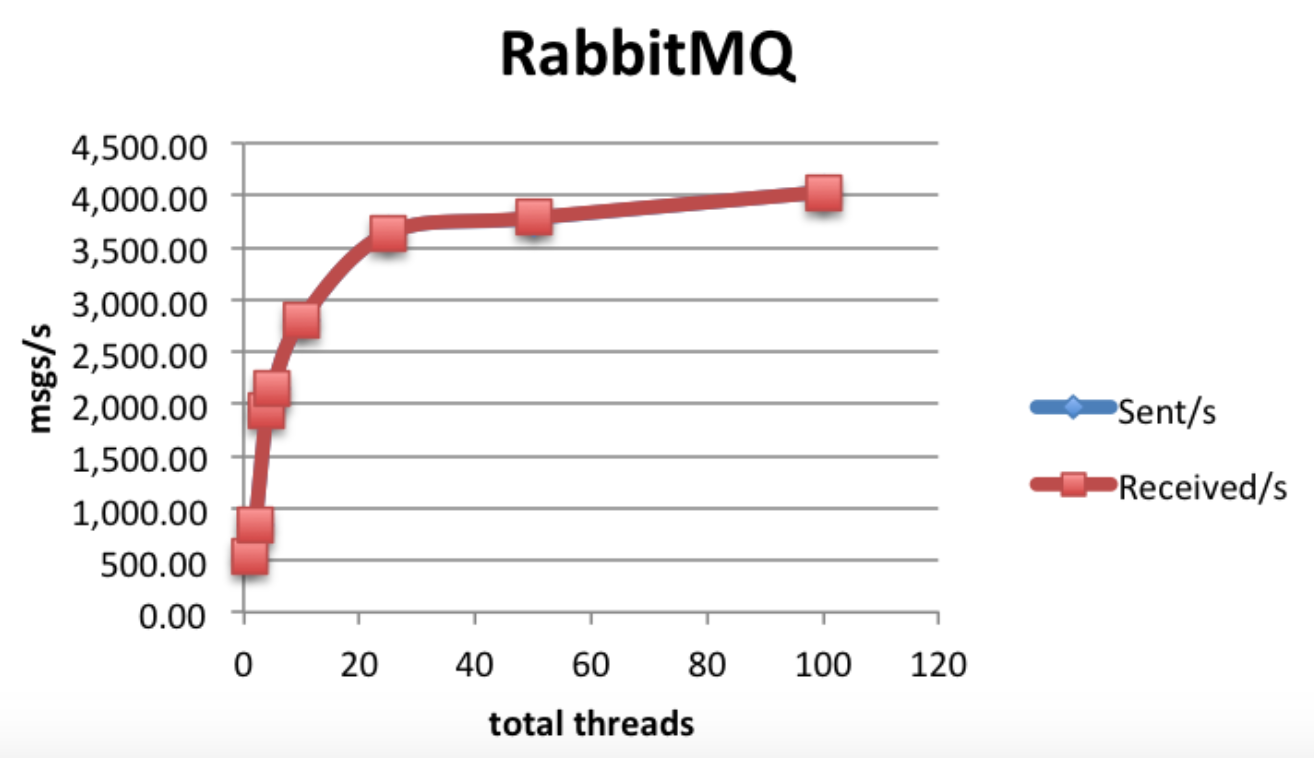 RabbitMQ
4,500.00
4,000.00
3,500.00
3,000.00
2,500.00
2,000.00
1,500.00
1,000.00
500.00
0.00
msgs/s
0 20 40 60 80 100 120
total threads
Sent/s
Received/s